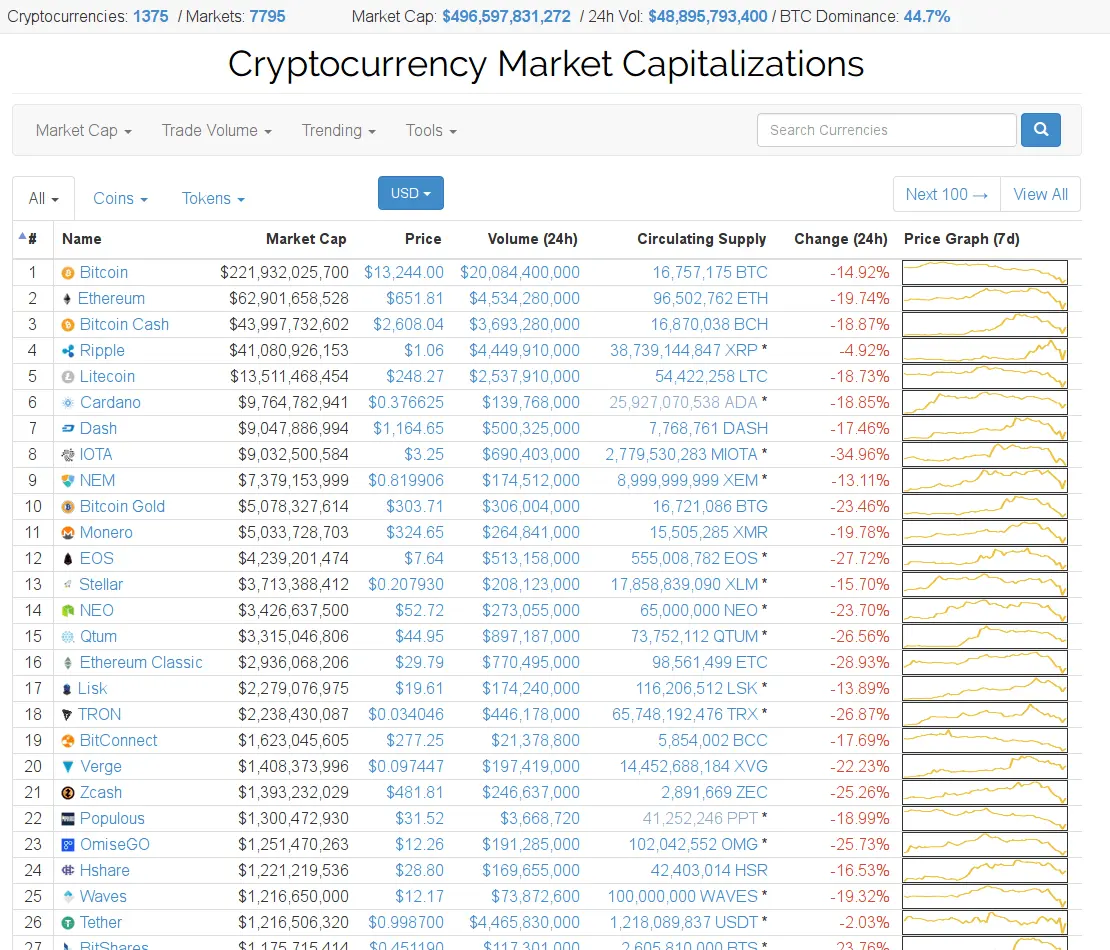 Cryptocurrencies: 1375 / Markets: 7795 Market Cap: $496,597,831,272 / 24h Vol: $48,895,793,400 / BTC Dominance: 44.7%
Cryptocurrency Market Capitalizations
Market Cap Trade Volume Trending Tools Search Currencies
All Coins Tokens USD Next 100 → View All
# Name Market Cap Price Volume (24h) Circulating Supply Change (24h) Price Graph (7d)
1 Bitcoin $221,932,025,700 $13,244.00 $20,084,400,000 16,757,175 BTC -14.92%
2 Ethereum $62,901,658,528 $651.81 $4,534,280,000 96,502,762 ETH -19.74%
3 Bitcoin Cash $43,997,732,602 $2,608.04 $3,693,280,000 16,870,038 BCH -18.87%
4 Ripple $41,080,926,153 $1.06 $4,449,910,000 38,739,144,847 XRP * -4.92%
5 Litecoin $13,511,468,454 $248.27 $2,537,910,000 54,422,258 LTC -18.73%
6 Cardano $9,764,782,941 $0.376625 $139,768,000 25,927,070,538 ADA * -18.85%
7 Dash $9,047,886,994 $1,164.65 $500,325,000 7,768,761 DASH -17.46%
8 IOTA $9,032,500,584 $3.25 $690,403,000 2,779,530,283 MIOTA * -34.96%
9 NEM $7,379,153,999 $0.819906 $174,512,000 8,999,999,999 XEM * -13.11%
10 Bitcoin Gold $5,078,327,614 $303.71 $306,004,000 16,721,086 BTG -23.46%
11 Monero $5,033,728,703 $324.65 $264,841,000 15,505,285 XMR -19.78%
12 EOS $4,239,201,474 $7.64 $513,158,000 555,008,782 EOS * -27.72%
13 Stellar $3,713,388,412 $0.207930 $208,123,000 17,858,839,090 XLM * -15.70%
14 NEO $3,426,637,500 $52.72 $273,055,000 65,000,000 NEO * -23.70%
15 Qtum $3,315,046,806 $44.95 $897,187,000 73,752,112 QTUM * -26.56%
16 Ethereum Classic $2,936,068,206 $29.79 $770,495,000 98,561,499 ETC -28.93%
17 Lisk $2,279,076,975 $19.61 $174,240,000 116,206,512 LSK * -13.89%
18 TRON $2,238,430,087 $0.034046 $446,178,000 65,748,192,476 TRX * -26.87%
19 BitConnect $1,623,045,605 $277.25 $21,378,800 5,854,002 BCC -17.69%
20 Verge $1,408,373,996 $0.097447 $197,419,000 14,452,688,184 XVG -22.23%
21 Zcash $1,393,232,029 $481.81 $246,637,000 2,891,669 ZEC -25.26%
22 Populous $1,300,472,930 $31.52 $3,668,720 41,252,246 PPT * -18.99%
23 OmiseGO $1,251,470,263 $12.26 $191,285,000 102,042,552 OMG * -25.73%
24 Hshare $1,221,219,536 $28.80 $169,655,000 42,403,014 HSR -16.53%
25 Waves $1,216,650,000 $12.17 $73,872,600 100,000,000 WAVES * -19.32%
26 Tether $1,216,506,320 $0.998700 $4,465,830,000 1,218,089,837 USDT * -2.03%
27 BitShares $1,175,715,414 $0.451190 $117,301,000 2,605,810,000 BTS * -23.76%